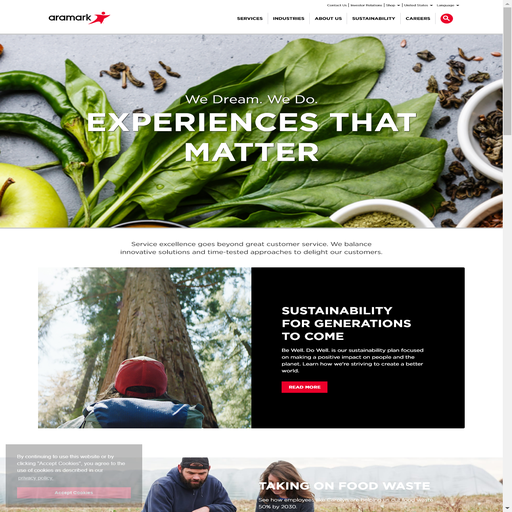 Contact Us | Investor Relations | Shop | United States Language
aramark
SERVICES INDUSTRIES ABOUT US SUSTAINABILITY CAREERS
We Dream. We Do.
EXPERIENCES THAT
MATTER
Service excellence goes beyond great customer service. We balance
innovative solutions and time-tested approaches to delight our customers.
SUSTAINABILITY
FOR GENERATIONS
TO COME
Be Well. Do Well. is our sustainability plan focused
on making a positive impact on people and the
planet. Learn how we're striving to create a better
world.
READ MORE
By continuing to use this website or by
clicking "Accept Cookies", you agree to the
use of cookies as described in our
privacy policy.
Accept Cookies
TAKING ON FOOD WASTE
See how employees
50% by 2030.